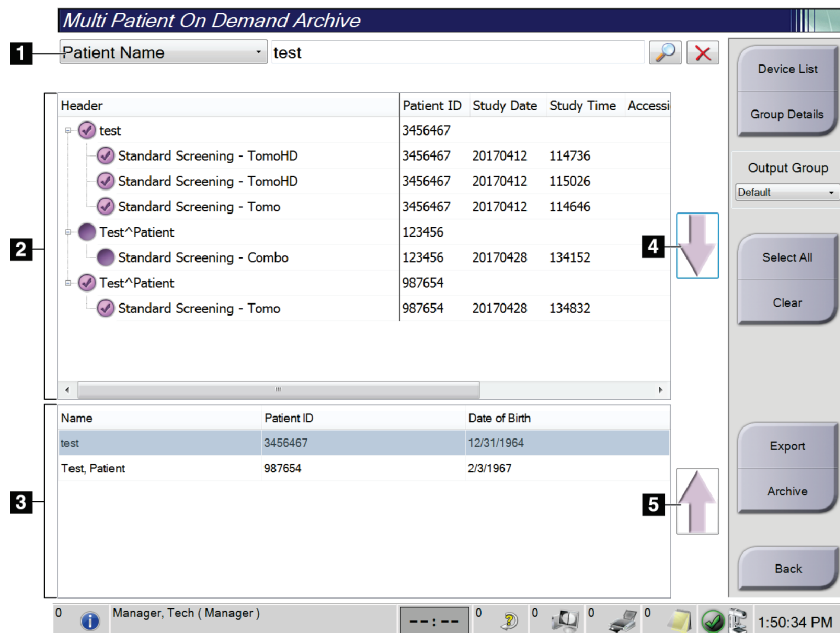 Multi Patient On Demand Archive
1 Patient Name test
Device List
Group Details
Output Group
Default
Header Patient ID Study Date Study Time Accessi
test 3456467
Standard Screening - TomoHD 3456467 20170412 114736
Standard Screening - TomoHD 3456467 20170412 115026
Standard Screening - Tomo 3456467 20170412 114646
Test^Patient 123456
2 Standard Screening - Combo 123456 20170428 134152 4
Test^Patient 987654
Standard Screening - Tomo 987654 20170428 134832
Select All
Clear
Name Patient ID Date of Birth
test 3456467 12/31/1964
Test, Patient 987654 2/3/1967
3
5
Export
Archive
Back
0 Manager, Tech ( Manager ) --:-- 0 0 0 0 1:50:34 PM